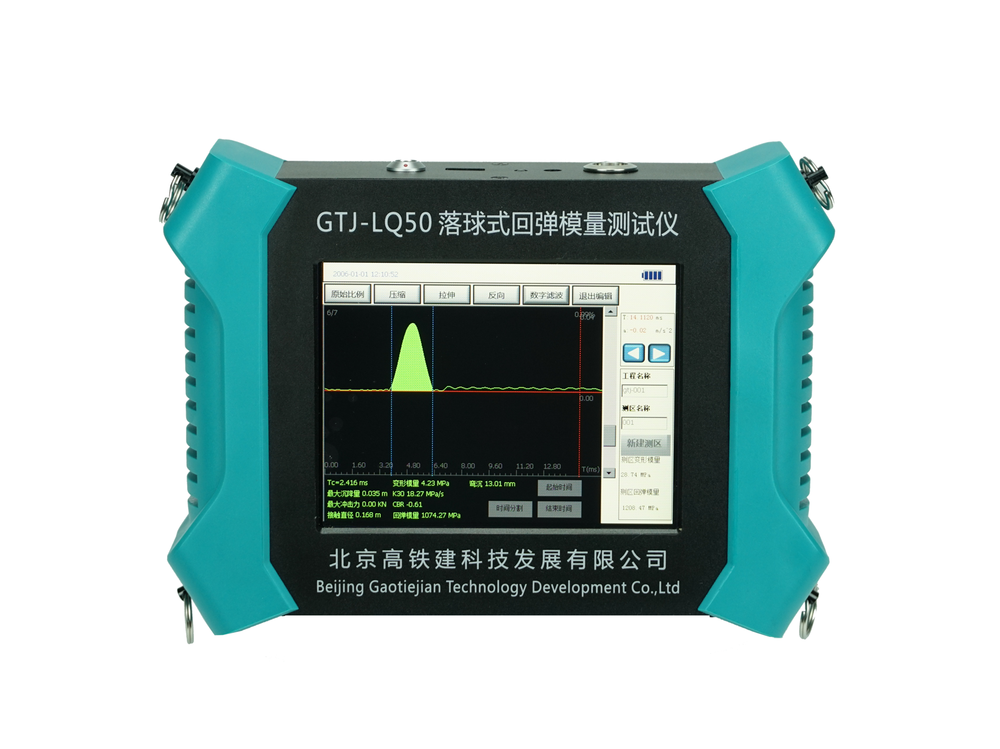 GTJ-LQ50 落球式回弹模量测试仪
2006-01-01 12:10:52
原始比例 压缩 拉伸 反向 数字滤波 退出编辑
6/7
0.99%
0.04
T:14.1120 ms
a:-0.02 m/s^2
工程名称
gtj-001
0.00
测区名称
001
新建测区
测区变形模量
28.74 MPa
测区回弹模量
1208.47 MPa
0.00 1.60 3.20 4.80 6.40 8.00 9.60 11.20 12.80 T(ms)
Tc=2.416 ms 变形模量 4.23 MPa 弯沉 13.01 mm 起始时间
最大沉降量 0.035 m K30 18.27 MPa/s
最大冲击力 0.00 KN CBR -0.61 时间分割 结束时间
接触直径 0.168 m 回弹模量 1074.27 MPa
北京高铁建科技发展有限公司
Beijing Gaotiejian Technology Development Co.,Ltd